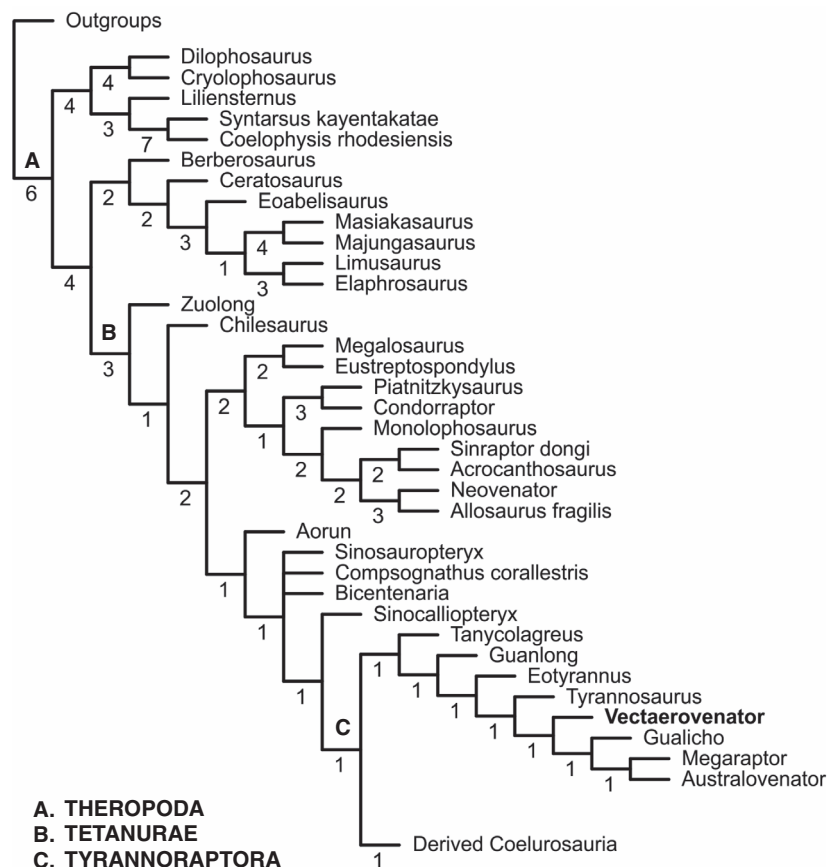 Outgroups
Dilophosaurus
4
Cryolophosaurus
4
Liliensternus
3
Syntarsus kayentakatae
7
Coelophysis rhodesiensis
A
6
Berberosaurus
2
Ceratosaurus
2
Eoabelisaurus
3
Masiakasaurus
4
Majungasaurus
1
Limusaurus
3
Elaphrosaurus
4
Zuolong
B
Chilesaurus
3
Megalosaurus
2
Eustreptospondylus
1
2
Piatnitzkysaurus
3
Condorraptor
1
Monolophosaurus
2
Sinraptor dongi
2
Acrocanthosaurus
2
Neovenator
3
Allosaurus fragilis
2
Aorun
1
Sinosauropteryx
Compsognathus corallestris
Bicentenaria
1
Sinocalliopteryx
1
Tanycolagreus
1
Guanlong
1
Eotyrannus
1
Tyrannosaurus
1
Vectaerovenator
1
Gualicho
1
Megaraptor
1
Australovenator
C
1
Derived Coelurosauria
1
A. THEROPODA
B. TETANURAE
C. TYRANNORAPTORA